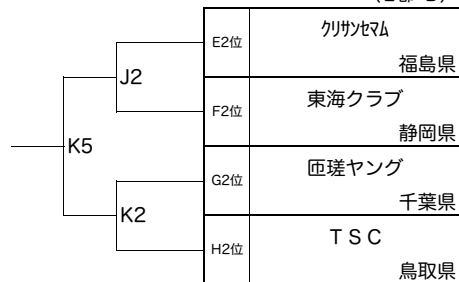 E2位
クリサンセマム
福島県
J2
F2位
東海クラブ
静岡県
K5
G2位
匝瑳ヤング
千葉県
K2
H2位
ＴＳＣ
鳥取県